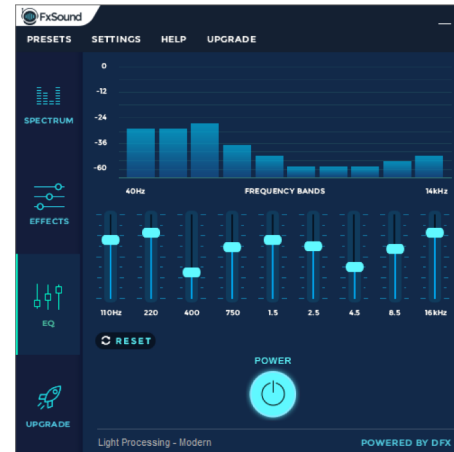 FxSound
PRESETS SETTINGS HELP UPGRADE
0
-12
-24
-36
-60
40Hz FREQUENCY BANDS 14kHz
SPECTRUM
EFFECTS
EQ
UPGRADE
110Hz 220 400 750 1.5 2.5 4.5 8.5 16kHz
RESET
POWER
Light Processing - Modern POWERED BY DFX